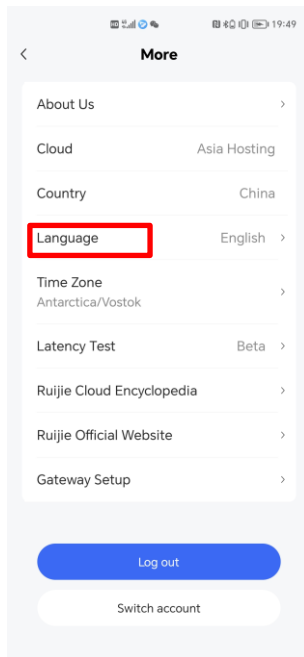 19:49
More
About Us
Cloud Asia Hosting
Country China
Language English
Time Zone
Antarctica/Vostok
Latency Test Beta
Ruijie Cloud Encyclopedia
Ruijie Official Website
Gateway Setup
Log out
Switch account